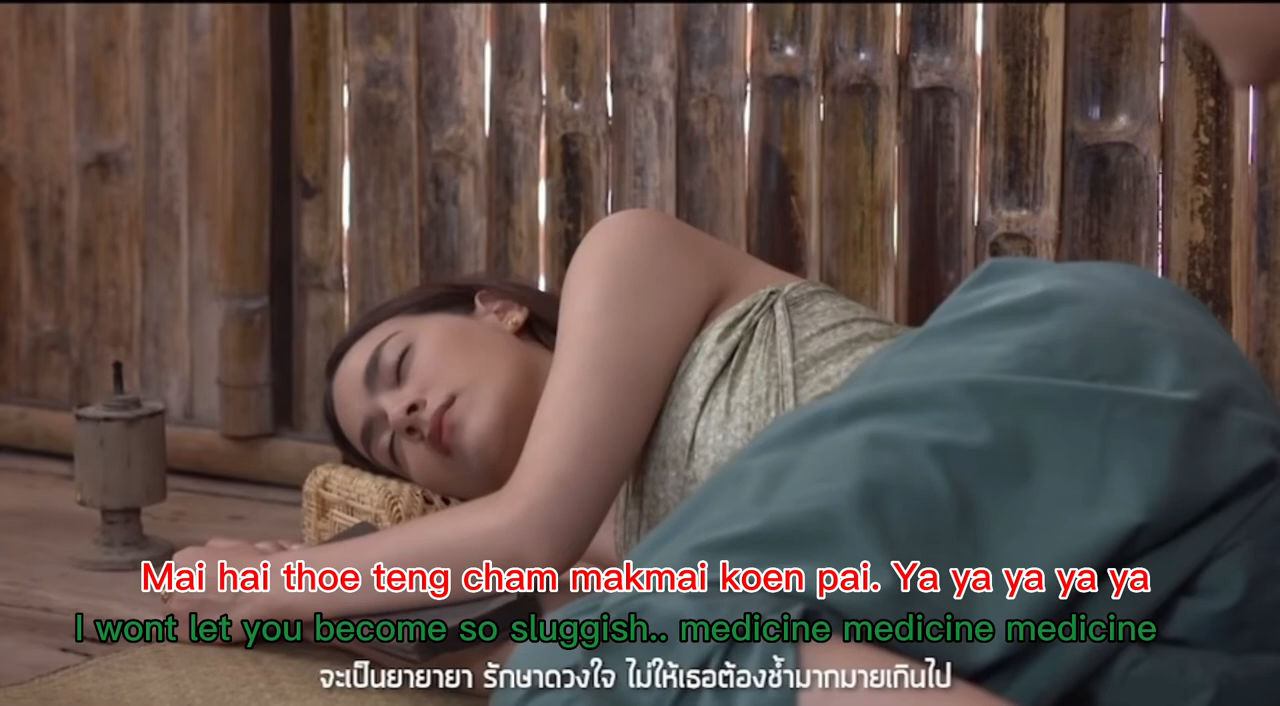 Mai hai thoe teng cham makmai koen pai. Ya ya ya ya ya
I wont let you become so sluggish.. medicine medicine medicine
จะเป็นยายายา รักษาดวงใจ ไม่ให้เธอต้องช้ำมากมายเกินไป